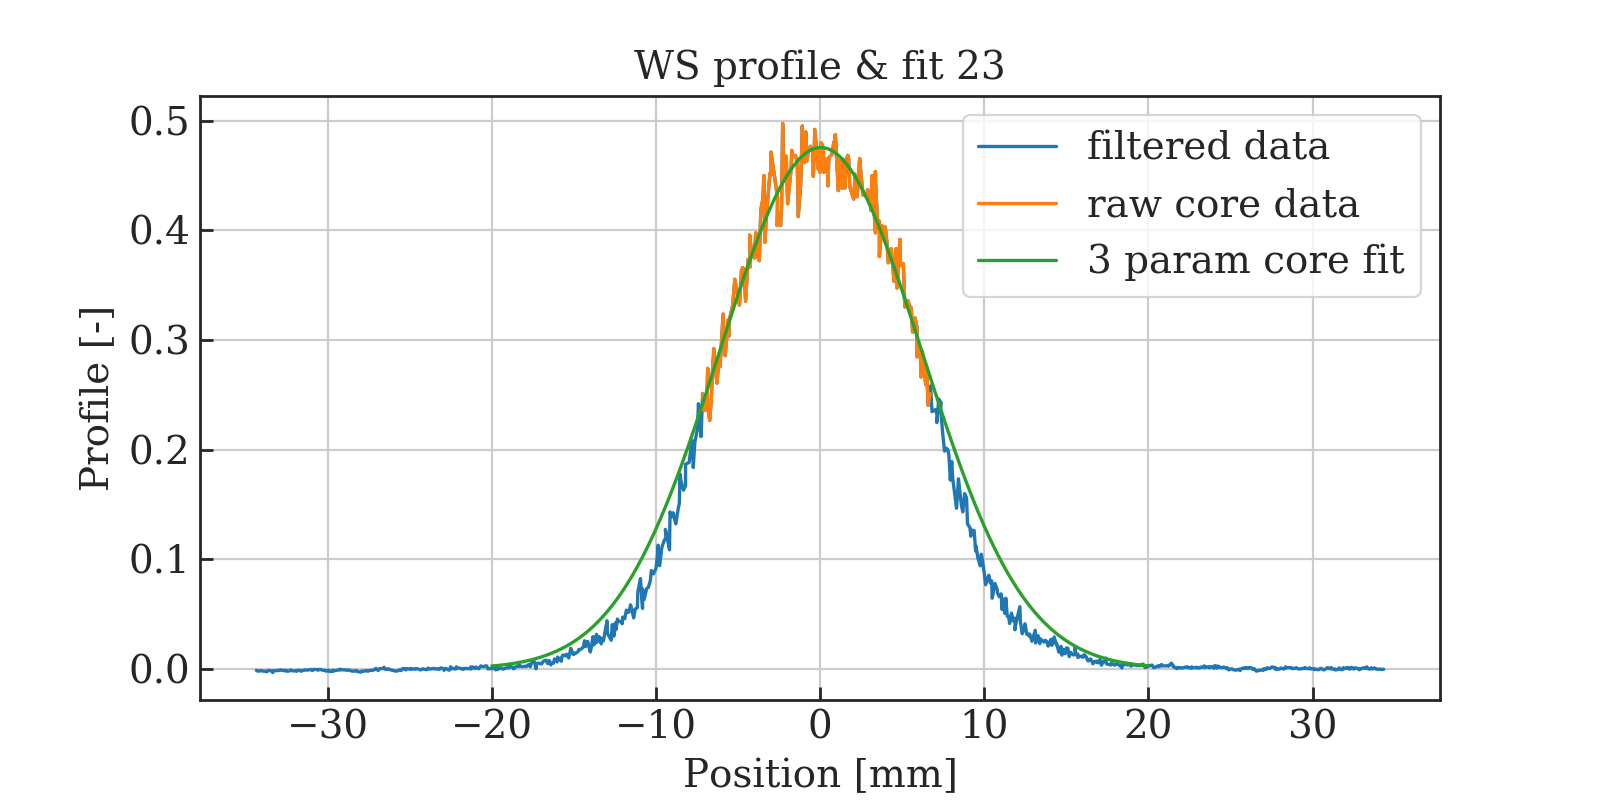 WS profile & fit 23
0.5
0.4
0.3
0.2
0.1
0.0
Profile [-]
filtered data
raw core data
3 param core fit
−30 −20 −10 0 10 20 30
Position [mm]